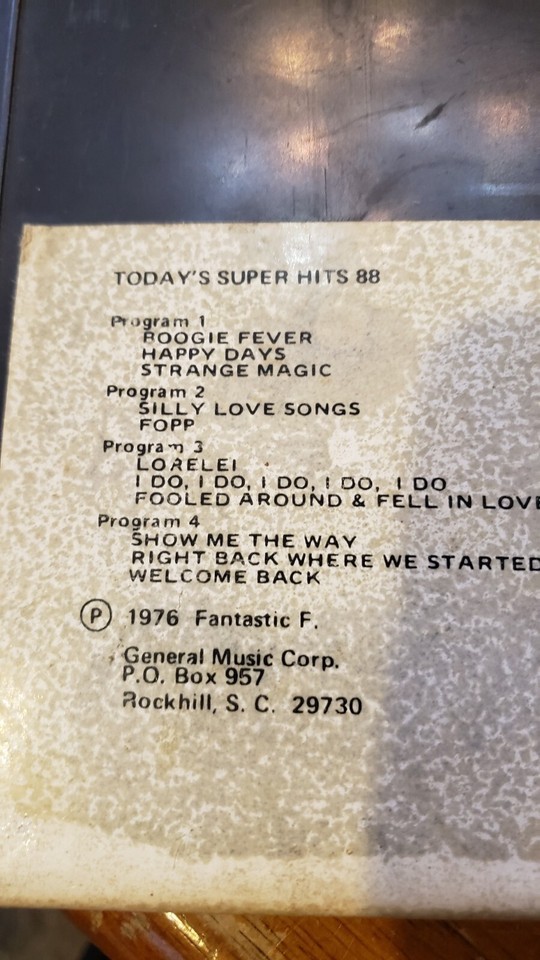 TODAY'S SUPER HITS 88
Program 1
BOOGIE FEVER
HAPPY DAYS
STRANGE MAGIC
Program 2
SILLY LOVE SONGS
FOPP
Program 3
LORELEI
I DO, I DO, I DO, I DO, I DO
FOOLED AROUND & FELL IN LOVE
Program 4
SHOW ME THE WAY
RIGHT BACK WHERE WE STARTED
WELCOME BACK
Ⓟ 1976 Fantastic F.
General Music Corp.
P.O. Box 957
Rockhill, S. C. 29730